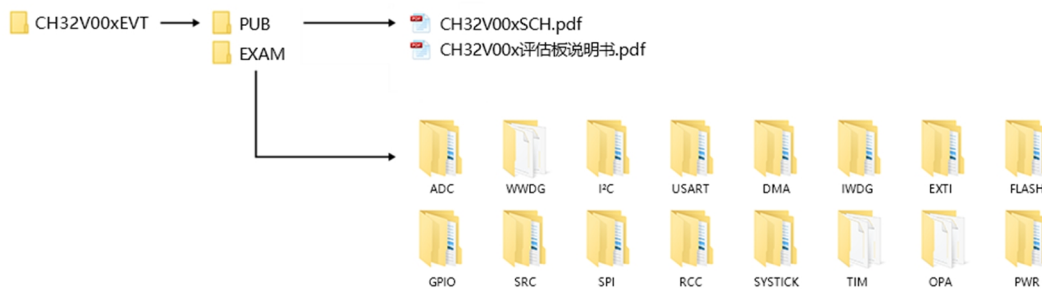 CH32V00xEVT
PUB
CH32V00xSCH.pdf
EXAM
CH32V00x评估板说明书.pdf
ADC
WWDG
I²C
USART
DMA
IWDG
EXTI
FLASH
GPIO
SRC
SPI
RCC
SYSTICK
TIM
OPA
PWR